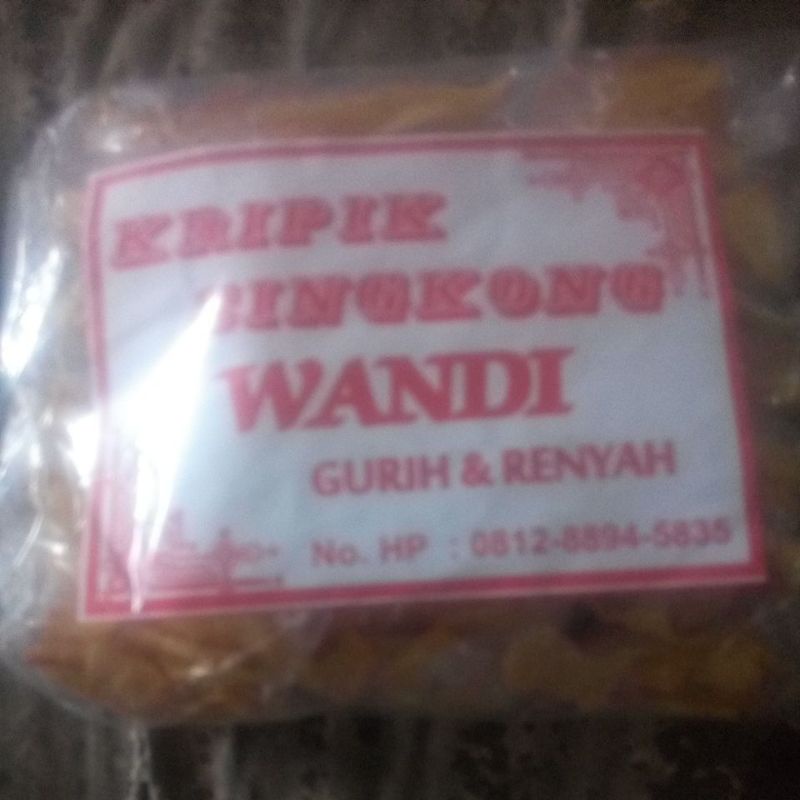 KRIPIK
SINGKONG
WANDI
GURIH & RENYAH
No. HP : 0812-8894-5835